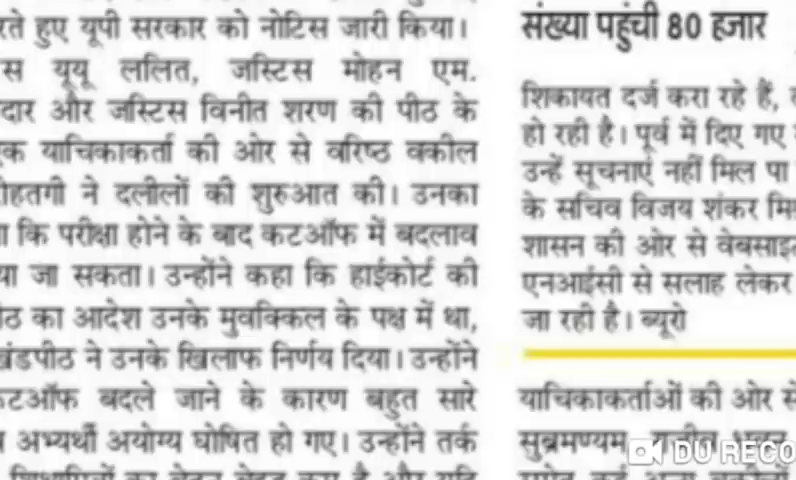 रते हुए यूपी सरकार को नोटिस जारी किया।
स यूयू ललित, जस्टिस मोहन एम.
दार और जस्टिस विनीत शरण की पीठ के
क याचिकाकर्ता की ओर से वरिष्ठ वकील
ोहतगी ने दलीलों की शुरुआत की। उनका
ा कि परीक्षा होने के बाद कटऑफ में बदलाव
या जा सकता। उन्होंने कहा कि हाईकोर्ट की
ठ का आदेश उनके मुवक्किल के पक्ष में था,
खंडपीठ ने उनके खिलाफ निर्णय दिया। उन्होंने
कटऑफ बदले जाने के कारण बहुत सारे
अभ्यर्थी अयोग्य घोषित हो गए। उन्होंने तर्क
संख्या पहुंची 80 हजार
शिकायत दर्ज करा रहे हैं,
हो रही है। पूर्व में दिए गए
उन्हें सूचनाएं नहीं मिल पा
के सचिव विजय शंकर मि
शासन की ओर से वेबसाइट
एनआईसी से सलाह लेकर
जा रही है। ब्यूरो
याचिकाकर्ताओं की ओर से
सुब्रमण्यम,
DU RECO